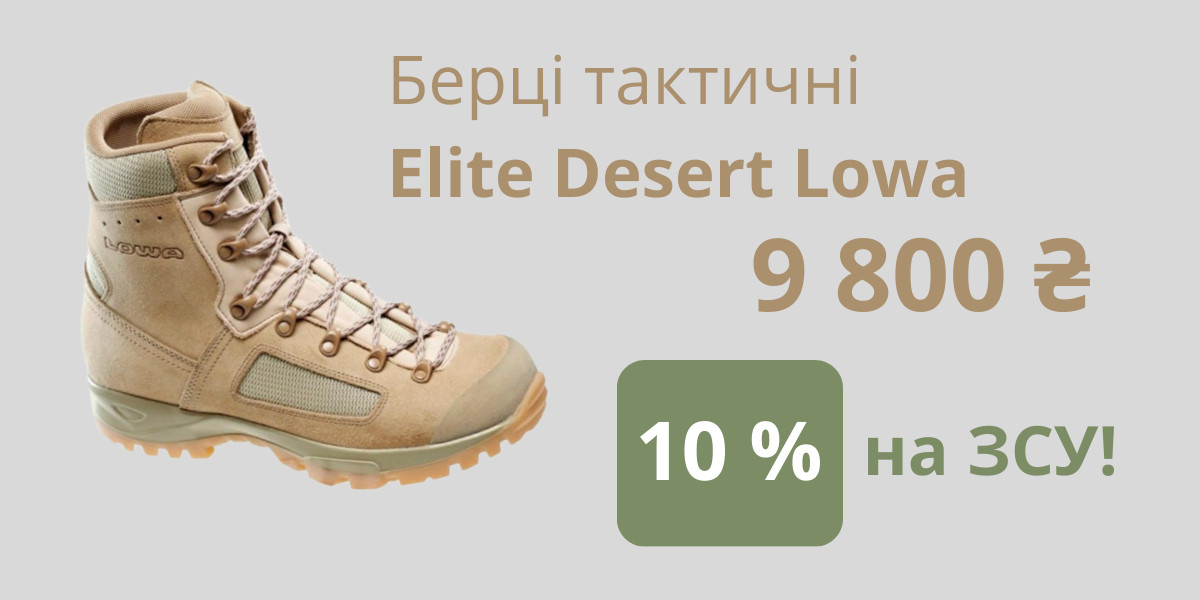 Берці тактичні
Elite Desert Lowa
9 800 ₴
10 % на ЗСУ!
LOWA